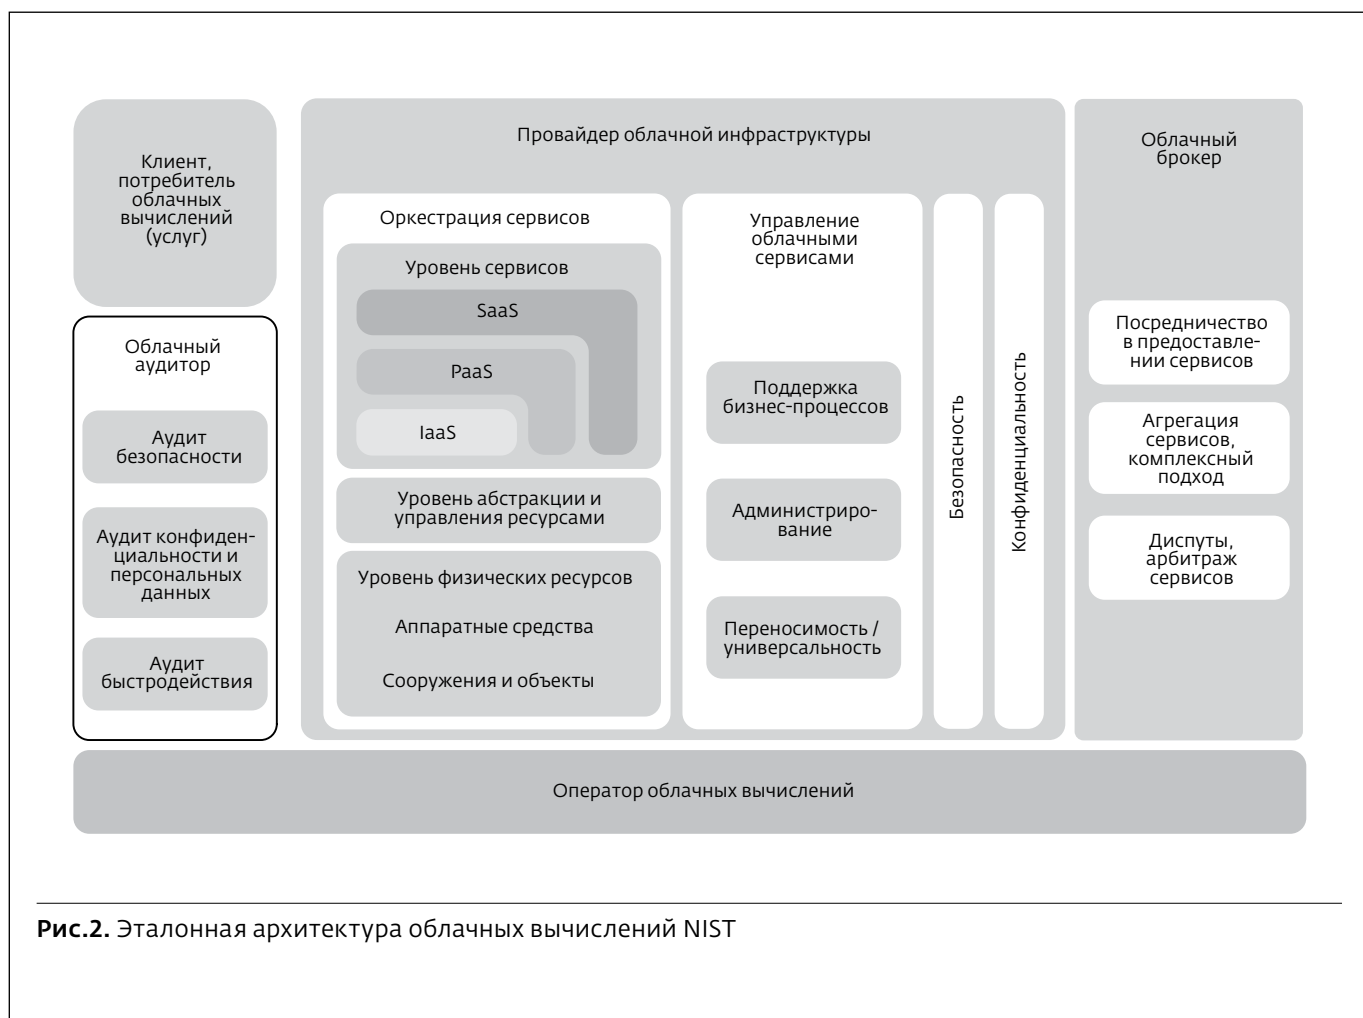 Клиент,
потребитель
облачных
вычислений
(услуг)
Облачный
аудитор
Аудит
безопасности
Аудит конфиден-
циальности и
персональных
данных
Аудит
быстродействия
Провайдер облачной инфраструктуры
Оркестрация сервисов
Уровень сервисов
SaaS
PaaS
IaaS
Уровень абстракции и
управления ресурсами
Уровень физических ресурсов
Аппаратные средства
Сооружения и объекты
Управление
облачными
сервисами
Поддержка
бизнес-процессов
Администриро-
вание
Переносимость /
универсальность
Безопасность
Конфиденциальность
Облачный
брокер
Посредничество
в предоставле-
нии сервисов
Агрегация
сервисов,
комплексный
подход
Диспуты,
арбитраж
сервисов
Оператор облачных вычислений
Рис.2. Эталонная архитектура облачных вычислений NIST